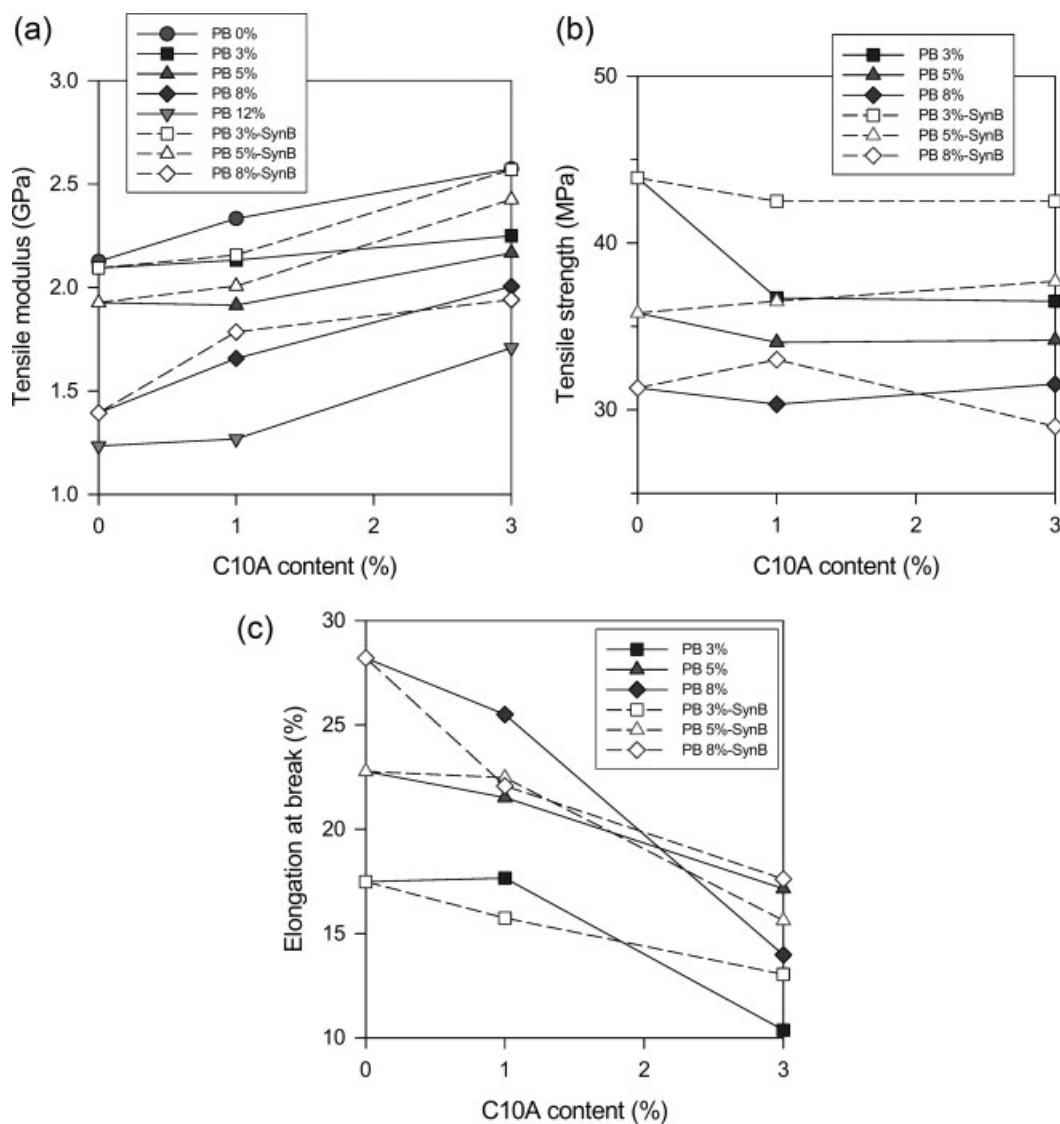 (a)
PB 0%
PB 3%
PB 5%
PB 8%
PB 12%
PB 3%-SynB
PB 5%-SynB
PB 8%-SynB
3.0
2.5
2.0
1.5
1.0
Tensile modulus (GPa)
0 1 2 3
C10A content (%)
(b)
PB 3%
PB 5%
PB 8%
PB 3%-SynB
PB 5%-SynB
PB 8%-SynB
50
40
30
Tensile strength (MPa)
0 1 2 3
C10A content (%)
(c)
PB 3%
PB 5%
PB 8%
PB 3%-SynB
PB 5%-SynB
PB 8%-SynB
30
25
20
15
10
Elongation at break (%)
0 1 2 3
C10A content (%)